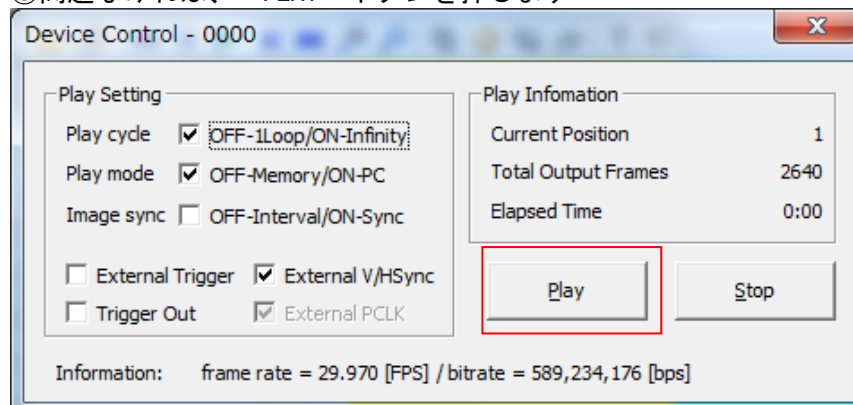 Device Control - 0000
Play Setting
Play cycle OFF-1Loop/ON-Infinity
Play mode OFF-Memory/ON-PC
Image sync OFF-Interval/ON-Sync
External Trigger External V/HSync
Trigger Out External PCLK
Play Infomation
Current Position 1
Total Output Frames 2640
Elapsed Time 0:00
Play Stop
Information: frame rate = 29.970 [FPS] / bitrate = 589,234,176 [bps]